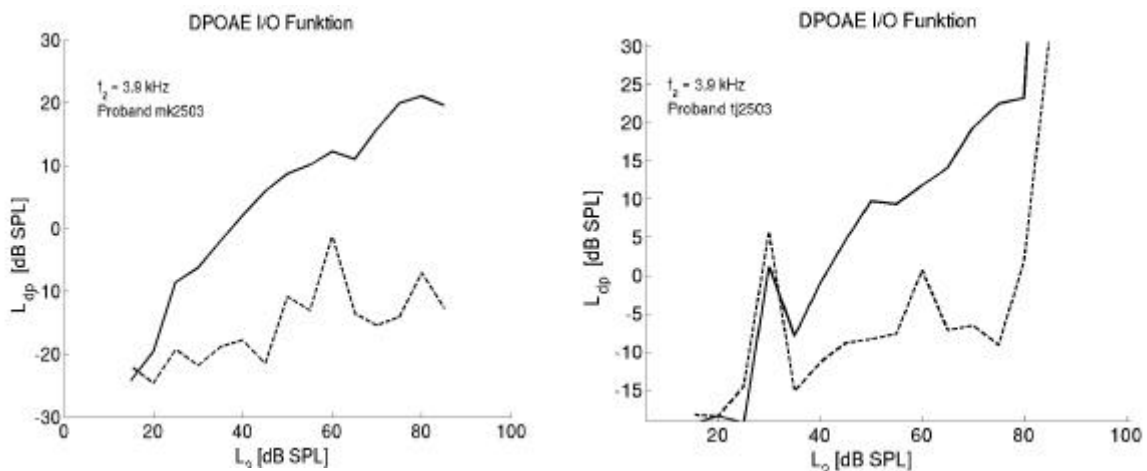 DPOAE I/O Funktion
f2 = 3.9 kHz
Proband mk2503
30
20
10
0
-10
-20
-30
0
20
40
60
80
100
Ldp [dB SPL]
L2 [dB SPL]
DPOAE I/O Funktion
f2 = 3.9 kHz
Proband tj2503
30
25
20
15
10
5
0
-5
-10
-15
20
40
60
80
100
Ldp [dB SPL]
L2 [dB SPL]